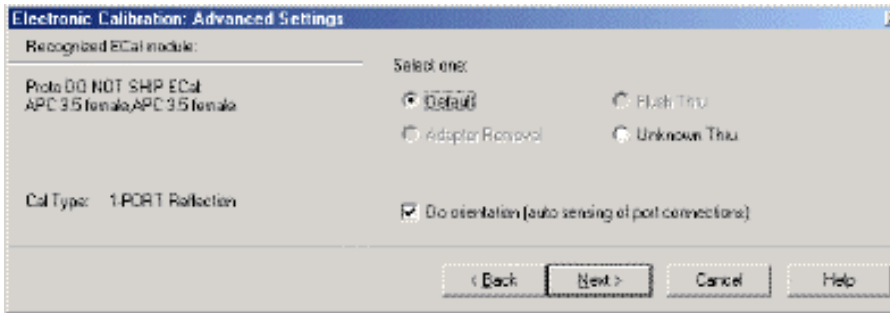 Electronic Calibration: Advanced Settings
Recognized ECal module:
Proto DO NOT SHIP ECal
APC 3.5 female,APC 3.5 female
Select one:
Default
Flush Thru
Adapter Removal
Unknown Thru
Cal Type: 1-PORT Reflection
Do orientation (auto sensing of port connections)
< Back
Next >
Cancel
Help